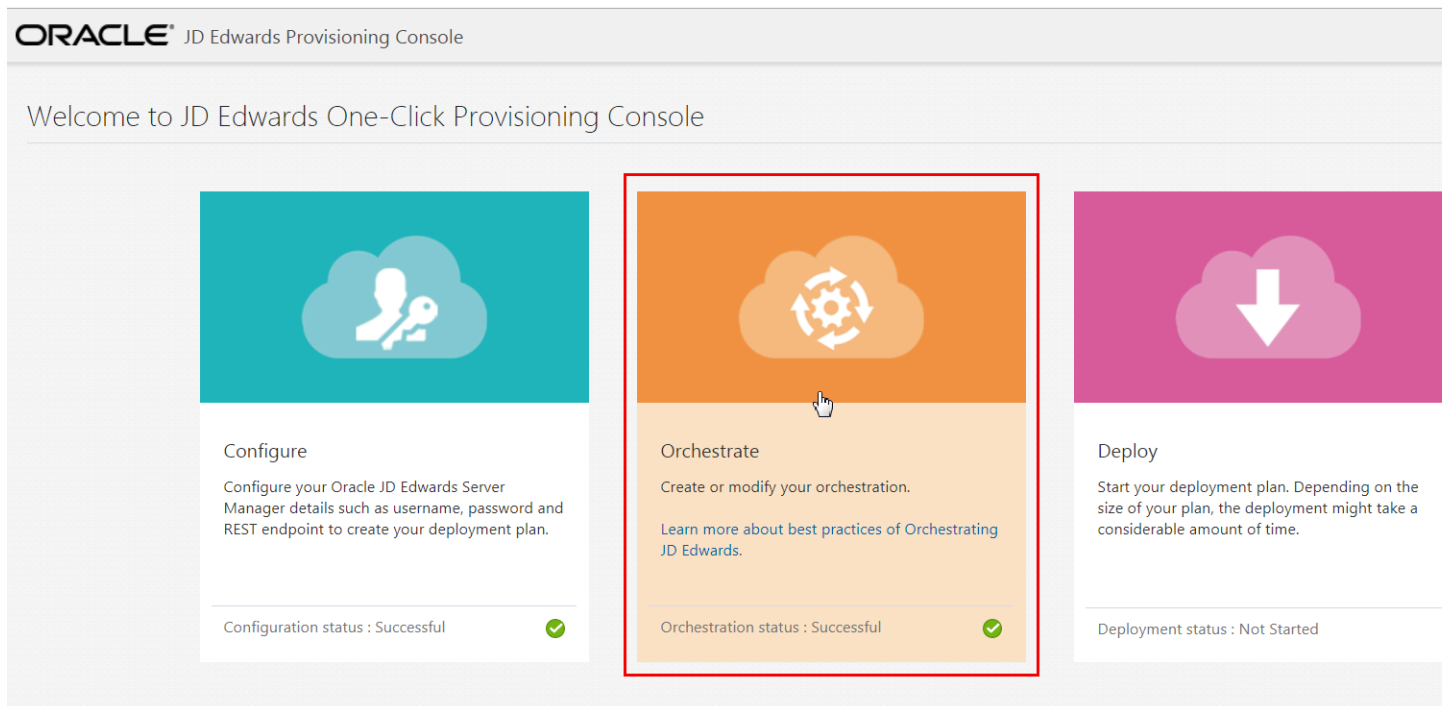 ORACLE® JD Edwards Provisioning Console
Welcome to JD Edwards One-Click Provisioning Console
Configure
Configure your Oracle JD Edwards Server
Manager details such as username, password and
REST endpoint to create your deployment plan.
Configuration status : Successful
Orchestrate
Create or modify your orchestration.
Learn more about best practices of Orchestrating
JD Edwards.
Orchestration status : Successful
Deploy
Start your deployment plan. Depending on the
size of your plan, the deployment might take a
considerable amount of time.
Deployment status : Not Started